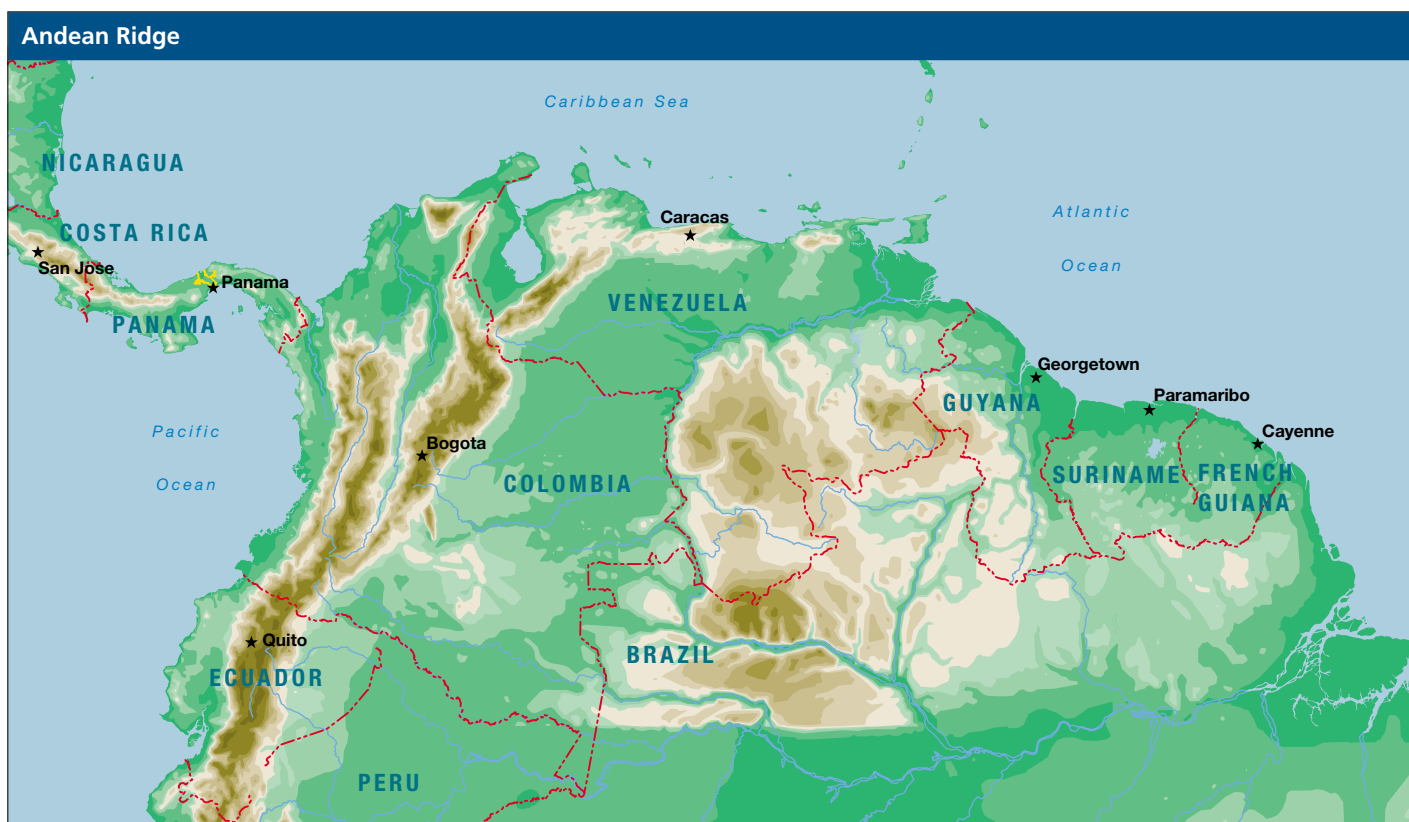 Andean Ridge
Caribbean Sea
NICARAGUA
COSTA RICA
San Jose
Panama
PANAMA
Caracas
Atlantic
Ocean
VENEZUELA
Georgetown
GUYANA
Paramaribo
Cayenne
Pacific
Ocean
Bogota
COLOMBIA
SURINAME
FRENCH
GUIANA
Quito
ECUADOR
BRAZIL
PERU